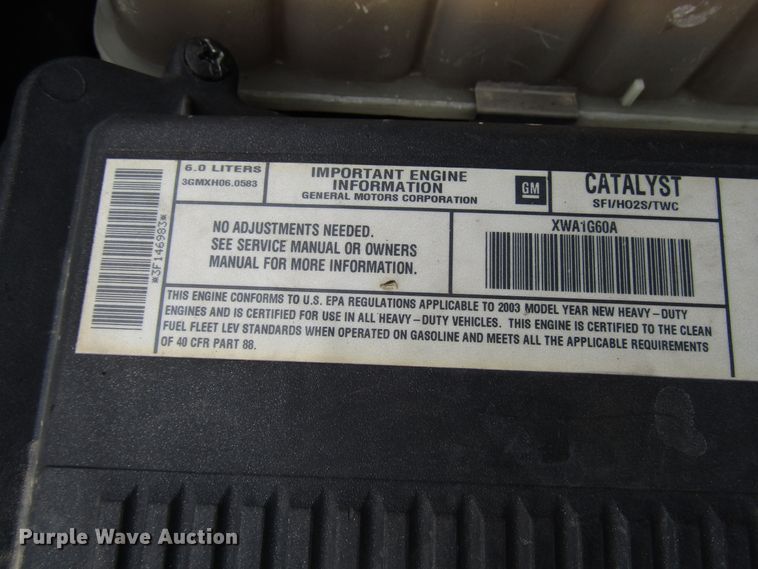 *3F146983*
6.0 LITERS
3GMXH06.0583
IMPORTANT ENGINE
INFORMATION
GENERAL MOTORS CORPORATION
GM
CATALYST
SFI/HO2S/TWC
NO ADJUSTMENTS NEEDED.
SEE SERVICE MANUAL OR OWNERS
MANUAL FOR MORE INFORMATION.
XWA1G60A
THIS ENGINE CONFORMS TO U.S. EPA REGULATIONS APPLICABLE TO 2003 MODEL YEAR NEW HEAVY-DUTY
ENGINES AND IS CERTIFIED FOR USE IN ALL HEAVY-DUTY VEHICLES. THIS ENGINE IS CERTIFIED TO THE CLEAN
FUEL FLEET LEV STANDARDS WHEN OPERATED ON GASOLINE AND MEETS ALL THE APPLICABLE REQUIREMENTS
OF 40 CFR PART 88.
Purple Wave Auction